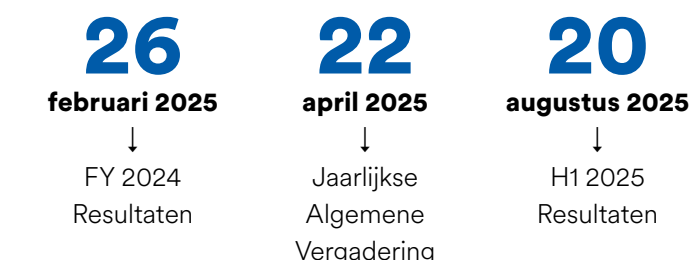 26
februari 2025
↓
FY 2024
Resultaten
22
april 2025
↓
Jaarlijkse
Algemene
Vergadering
20
augustus 2025
↓
H1 2025
Resultaten